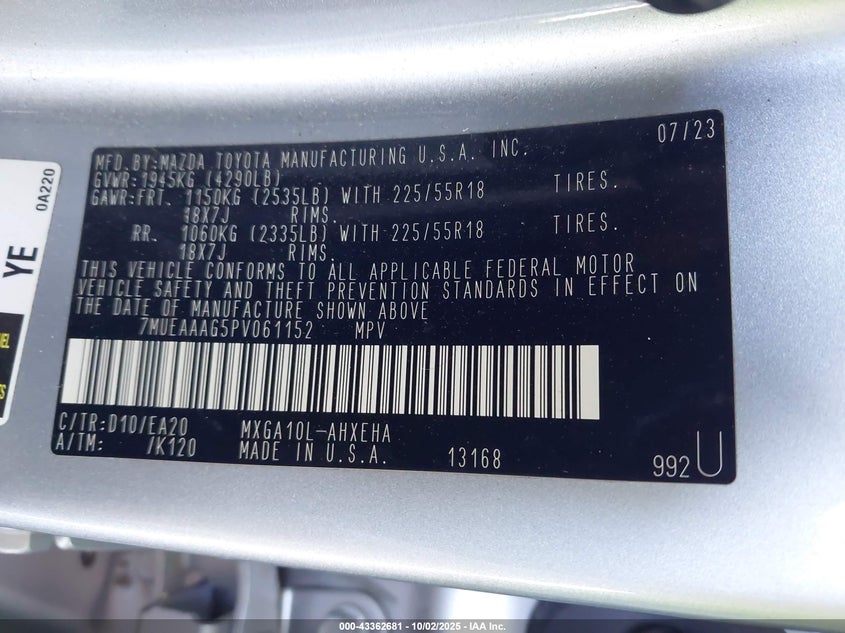 MFD.BY:MAZDA TOYOTA MANUFACTURING U.S.A. INC. 07/23
GVWR:1945KG (4290LB)
GAWR:FRT. 1150KG (2535LB) WITH 225/55R18 TIRES.
18X7J RIMS.
RR. 1060KG (2335LB) WITH 225/55R18 TIRES.
18X7J RIMS.
THIS VEHICLE CONFORMS TO ALL APPLICABLE FEDERAL MOTOR
VEHICLE SAFETY AND THEFT PREVENTION STANDARDS IN EFFECT ON
THE DATE OF MANUFACTURE SHOWN ABOVE
7MUEAAAG5PV061152 MPV
C/TR:D10/EA20 MXGA10L-AHXEHA
A/TM: /K120 MADE IN U.S.A. 13168 992U
0A220
YE
000-43362681 - 10/02/2025 - IAA Inc.